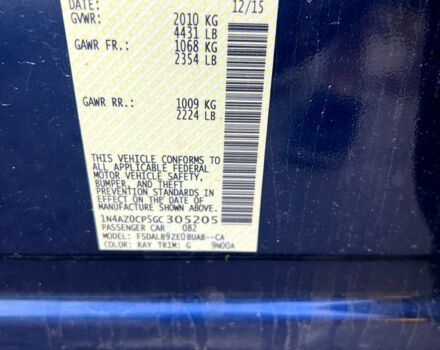 DATE: 12/15
GVWR: 2010 KG
4431 LB
GAWR FR.: 1068 KG
2354 LB
GAWR RR.: 1009 KG
2224 LB
THIS VEHICLE CONFORMS
TO ALL APPLICABLE FEDERAL
MOTOR VEHICLE SAFETY,
BUMPER, AND THEFT
PREVENTION STANDARDS IN
EFFECT ON THE DATE OF
MANUFACTURE SHOWN ABOVE.
1N4AZ0CP5GC305205
PASSENGER CAR 082
MODEL: FSDALB9ZE0BUAB--CA
COLOR: RAY TRIM: G 9N00A